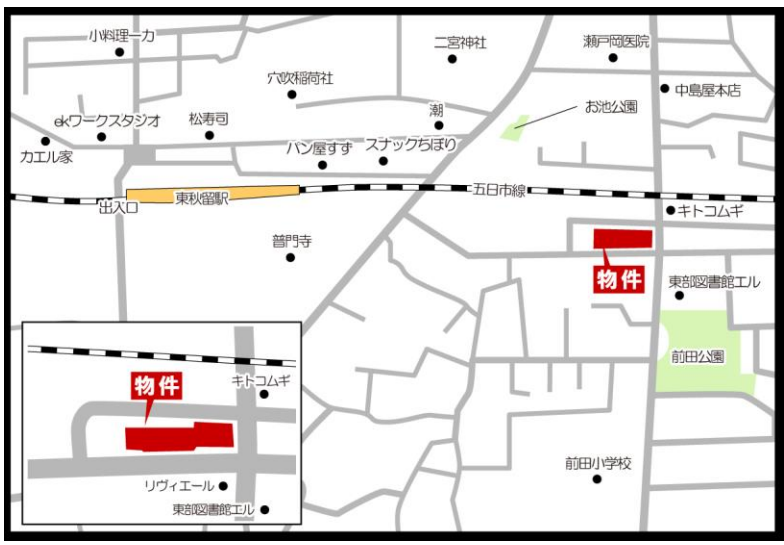 小料理一力
二宮神社
瀬戸岡医院
穴吹稲荷社
中島屋本店
潮
お池公園
ekワークスタジオ
松寿司
カエル家
パン屋すず
スナックちぼり
出入口
東秋留駅
五日市線
キトコムギ
普門寺
物件
東部図書館エル
前田公園
前田小学校
キトコムギ
物件
リヴィエール
東部図書館エル